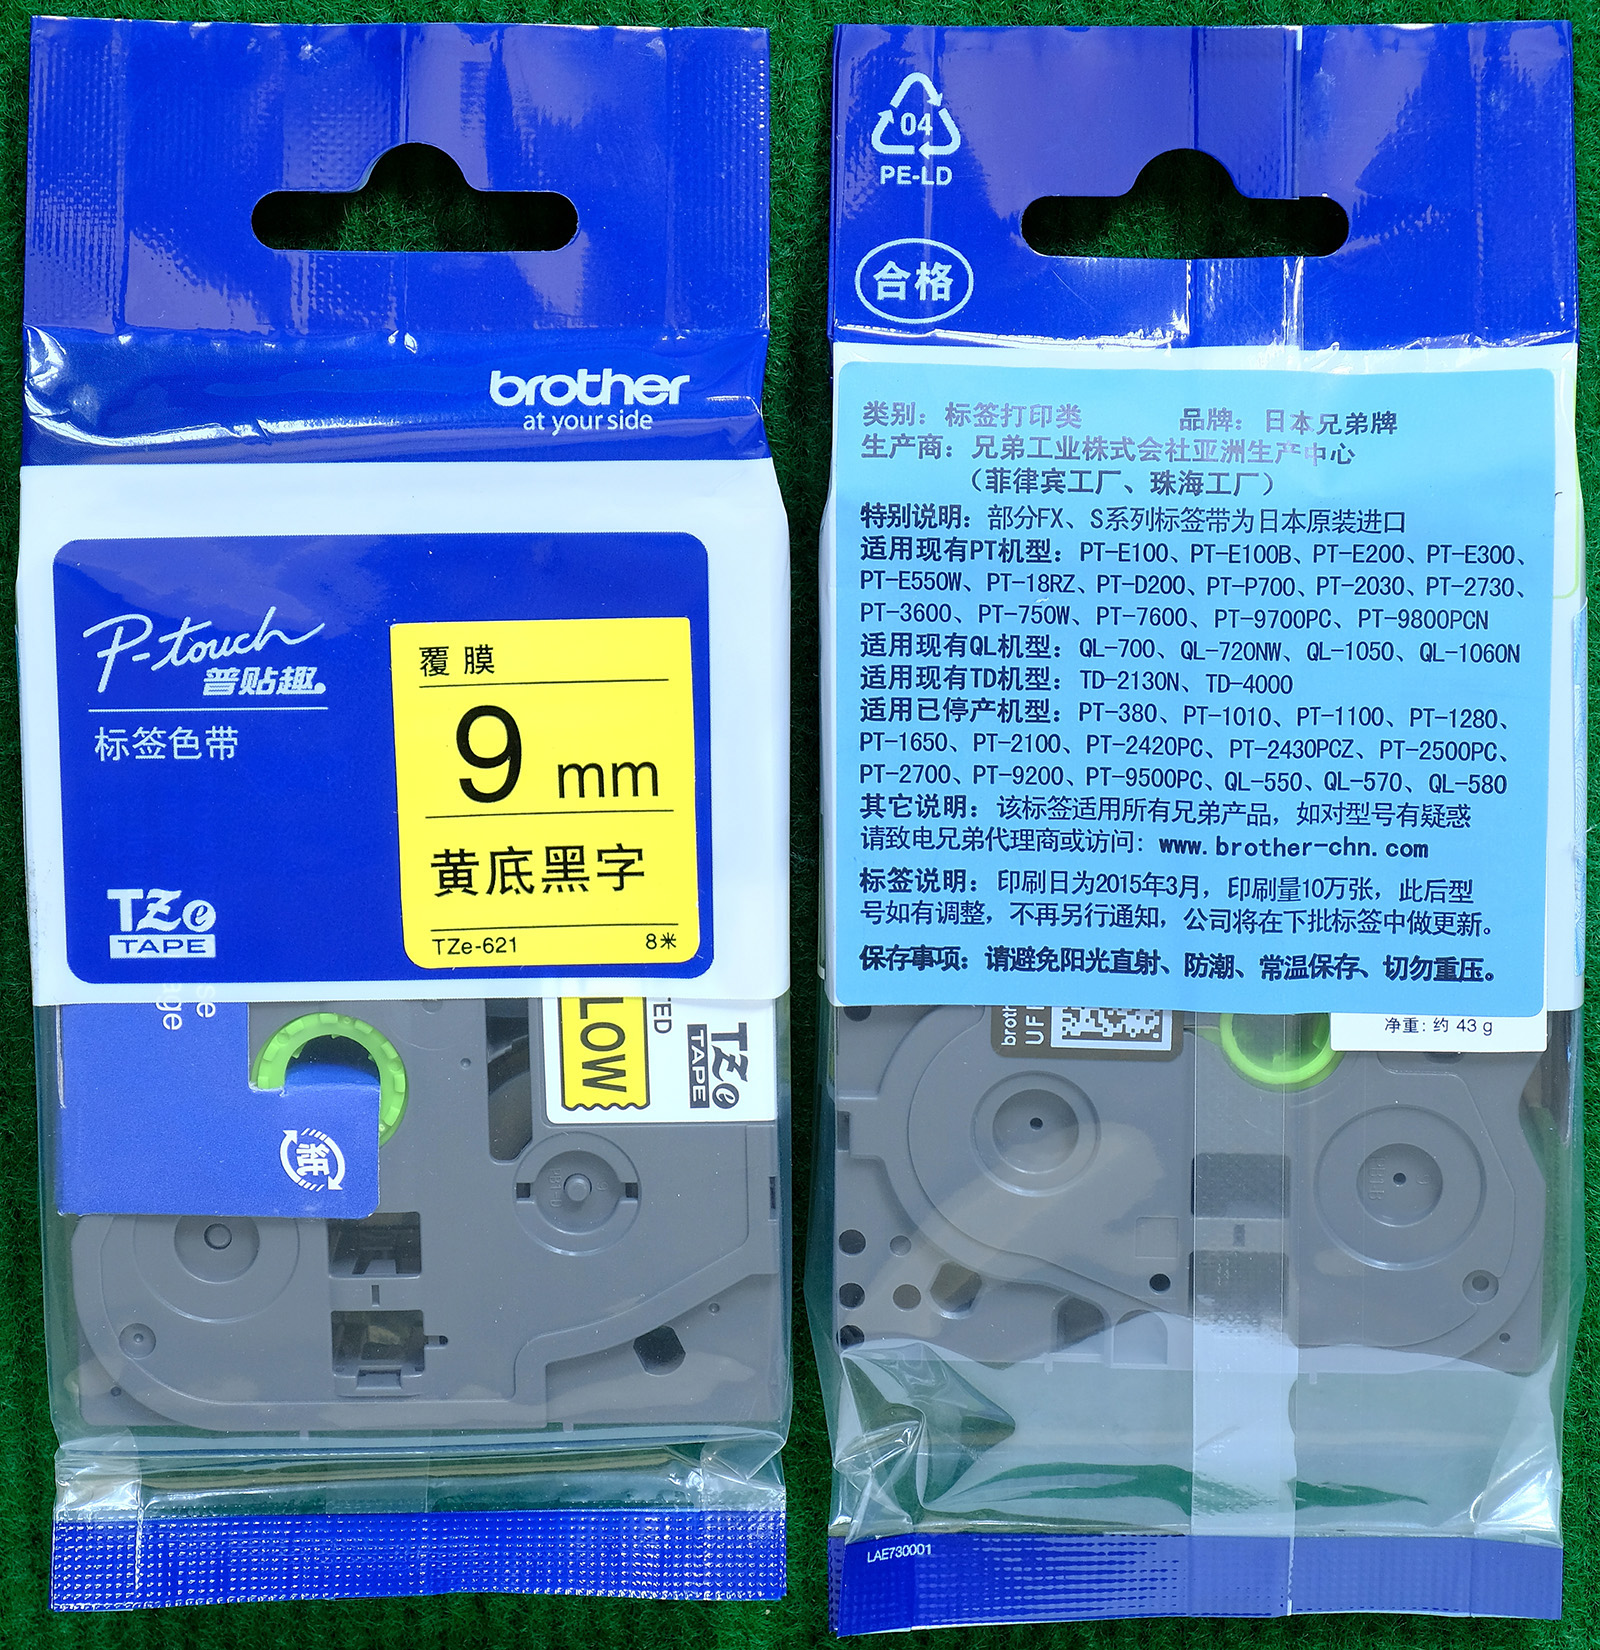 brother
at your side
P-touch
普贴趣
标签色带
覆膜
9 mm
黄底黑字
TZe-621 8米
TZe
TAPE
紙
TED
LOW
TZe
TAPE
04
PE-LD
合格
类别：标签打印类 品牌：日本兄弟牌
生产商：兄弟工业株式会社亚洲生产中心
（菲律宾工厂、珠海工厂）
特别说明：部分FX、S系列标签带为日本原装进口
适用现有PT机型：PT-E100、PT-E100B、PT-E200、PT-E300、
PT-E550W、PT-18RZ、PT-D200、PT-P700、PT-2030、PT-2730、
PT-3600、PT-750W、PT-7600、PT-9700PC、PT-9800PCN
适用现有QL机型：QL-700、QL-720NW、QL-1050、QL-1060N
适用现有TD机型：TD-2130N、TD-4000
适用已停产机型：PT-380、PT-1010、PT-1100、PT-1280、
PT-1650、PT-2100、PT-2420PC、PT-2430PCZ、PT-2500PC、
PT-2700、PT-9200、PT-9500PC、QL-550、QL-570、QL-580
其它说明：该标签适用所有兄弟产品，如对型号有疑惑
请致电兄弟代理商或访问：www.brother-chn.com
标签说明：印刷日为2015年3月，印刷量10万张，此后型
号如有调整，不再另行通知，公司将在下批标签中做更新。
保存事项：请避免阳光直射、防潮、常温保存、切勿重压。
净重：约 43 g
LAE730001